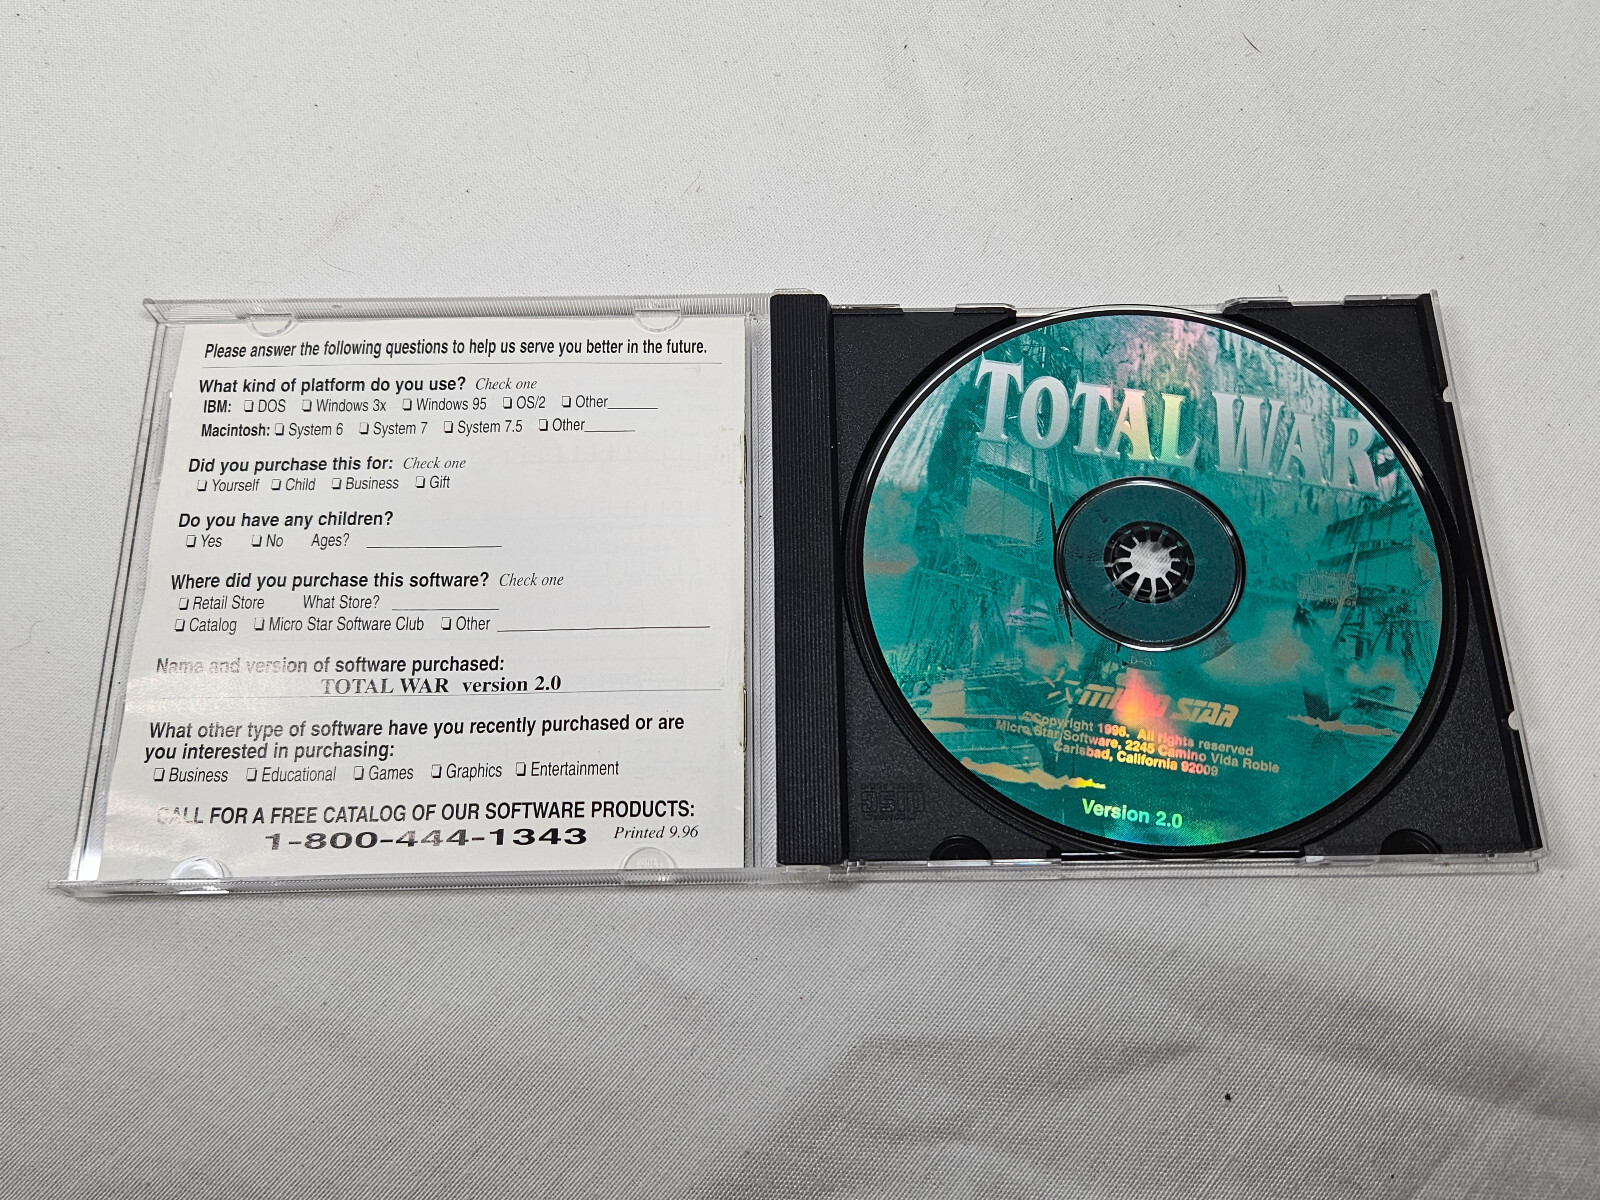 Please answer the following questions to help us serve you better in the future.
What kind of platform do you use? Check one
IBM: ❏ DOS ❏ Windows 3x ❏ Windows 95 ❏ OS/2 ❏ Other______
Macintosh: ❏ System 6 ❏ System 7 ❏ System 7.5 ❏ Other______
Did you purchase this for: Check one
❏ Yourself ❏ Child ❏ Business ❏ Gift
Do you have any children?
❏ Yes ❏ No Ages? ________________
Where did you purchase this software? Check one
❏ Retail Store What Store? ____________
❏ Catalog ❏ Micro Star Software Club ❏ Other ________________________
Name and version of software purchased:
TOTAL WAR version 2.0
What other type of software have you recently purchased or are
you interested in purchasing:
❏ Business ❏ Educational ❏ Games ❏ Graphics ❏ Entertainment
CALL FOR A FREE CATALOG OF OUR SOFTWARE PRODUCTS:
1-800-444-1343 Printed 9.96
TOTAL WAR
micro STAR
©Copyright 1996. All rights reserved
Micro Star Software, 2245 Camino Vida Roble
Carlsbad, California 92009
Version 2.0